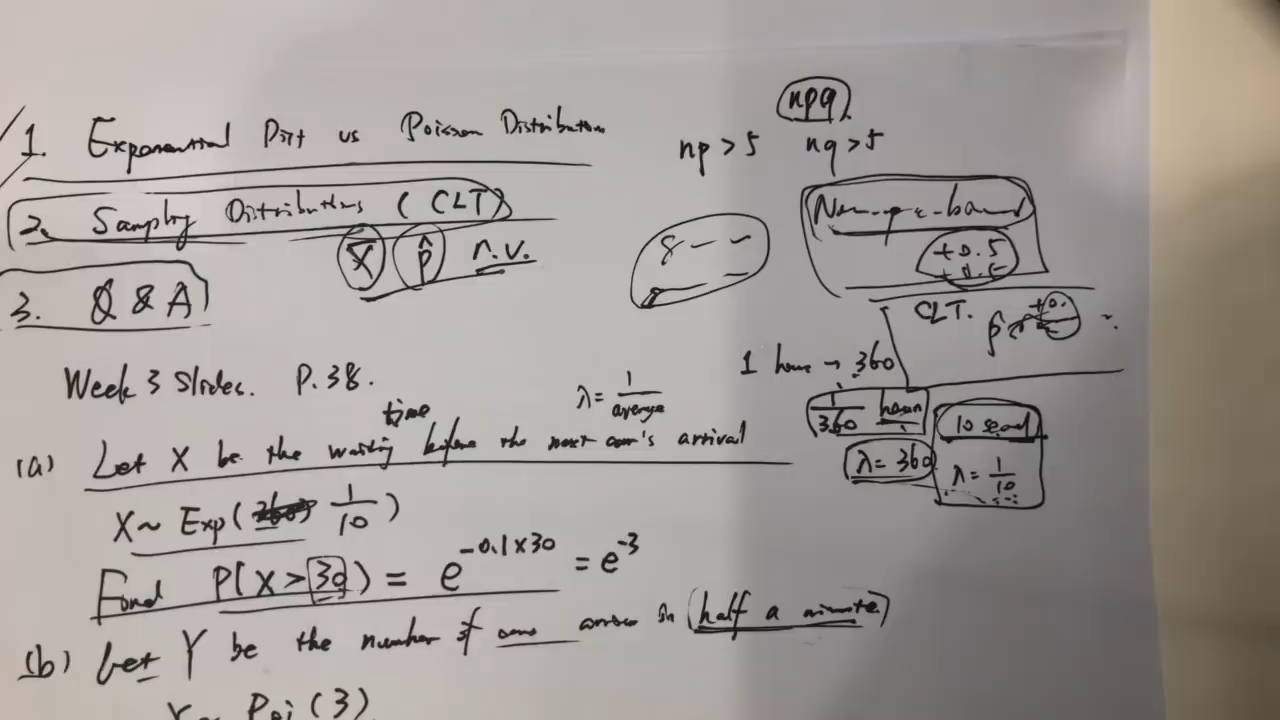 1. Exponential Dist vs Poisson Distribution
2. Sampling Distributions (CLT)
X̄ p̂ r.v.
3. Q & A
npq
np > 5 nq > 5
+0.5
CLT.
Week 3 Slides. P.38.
1 hour → 360
1/360 hour
λ = 360
10 second
λ = 1/10
λ = 1/average
(a) Let X be the waiting time before the next car's arrival
X ~ Exp( 1/10 )
Find P( X > 30 ) = e^{-0.1×30} = e^{-3}
(b) Let Y be the number of cars arrive in (half a minute)
Y ~ Poi (3)